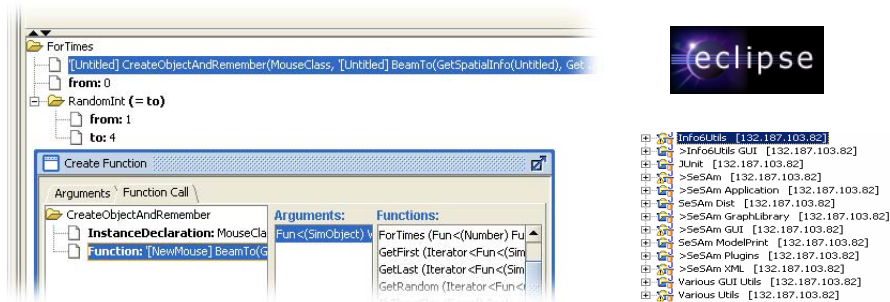 ForTimes
'[Untitled] CreateObjectAndRemember(MouseClass, '[Untitled] BeamTo(GetSpatialInfo(Untitled), Get
from: 0
RandomInt (= to)
from: 1
to: 4
Create Function
Arguments
Function Call
CreateObjectAndRemember
InstanceDeclaration: MouseCla
Function: '[NewMouse] BeamTo(G
Arguments:
Fun<(SimObject)
Functions:
ForTimes (Fun<(Number) Fu
GetFirst (Iterator<Fun<(Sim
GetLast (Iterator<Fun<(Sim
GetRandom (Iterator<Fun<
eclipse
Info6Utils [132.187.103.82]
>Info6Utils GUI [132.187.103.82]
JUnit [132.187.103.82]
>SeSAm [132.187.103.82]
>SeSAm Application [132.187.103.82]
SeSAm Dist [132.187.103.82]
>SeSAm GraphLibrary [132.187.103.82]
>SeSAm GUI [132.187.103.82]
SeSAm ModelPrint [132.187.103.82]
>SeSAm Plugins [132.187.103.82]
>SeSAm XML [132.187.103.82]
Various GUI Utils [132.187.103.82]
Various Utils [132.187.103.82]